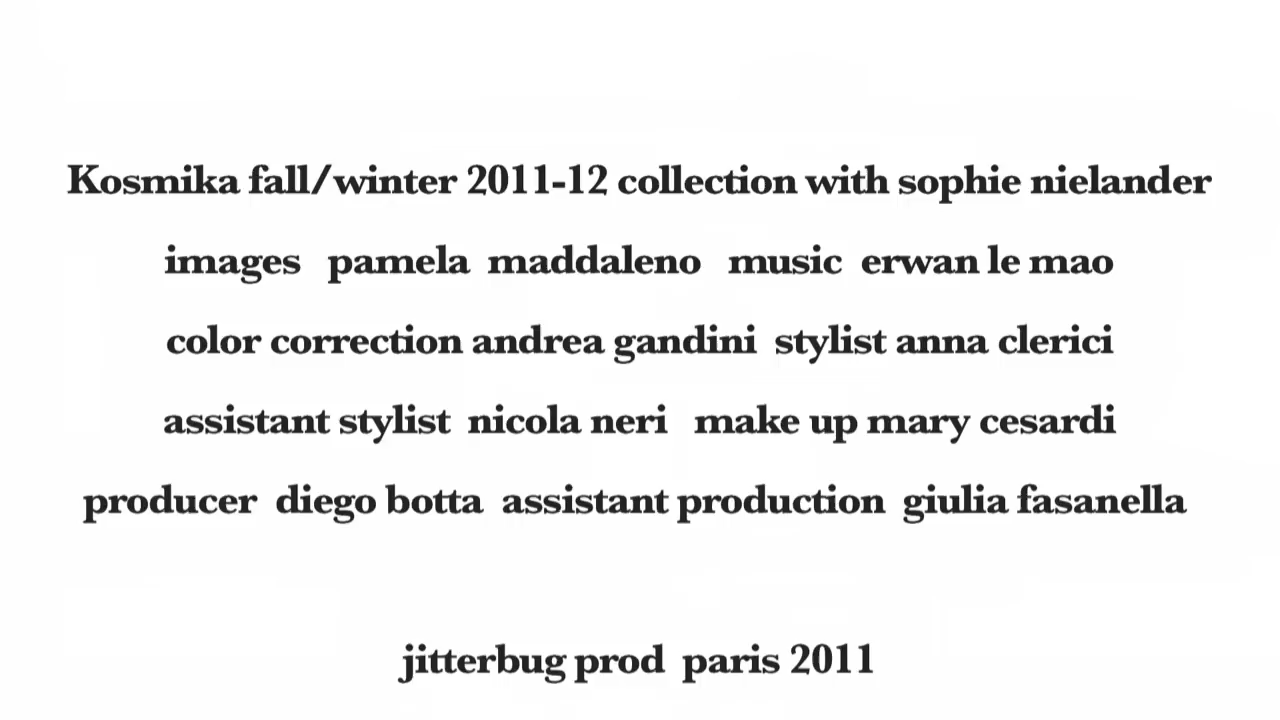 Kosmika fall/winter 2011-12 collection with sophie nielander
images pamela maddaleno music erwan le mao
color correction andrea gandini stylist anna clerici
assistant stylist nicola neri make up mary cesardi
producer diego botta assistant production giulia fasanella
jitterbug prod paris 2011